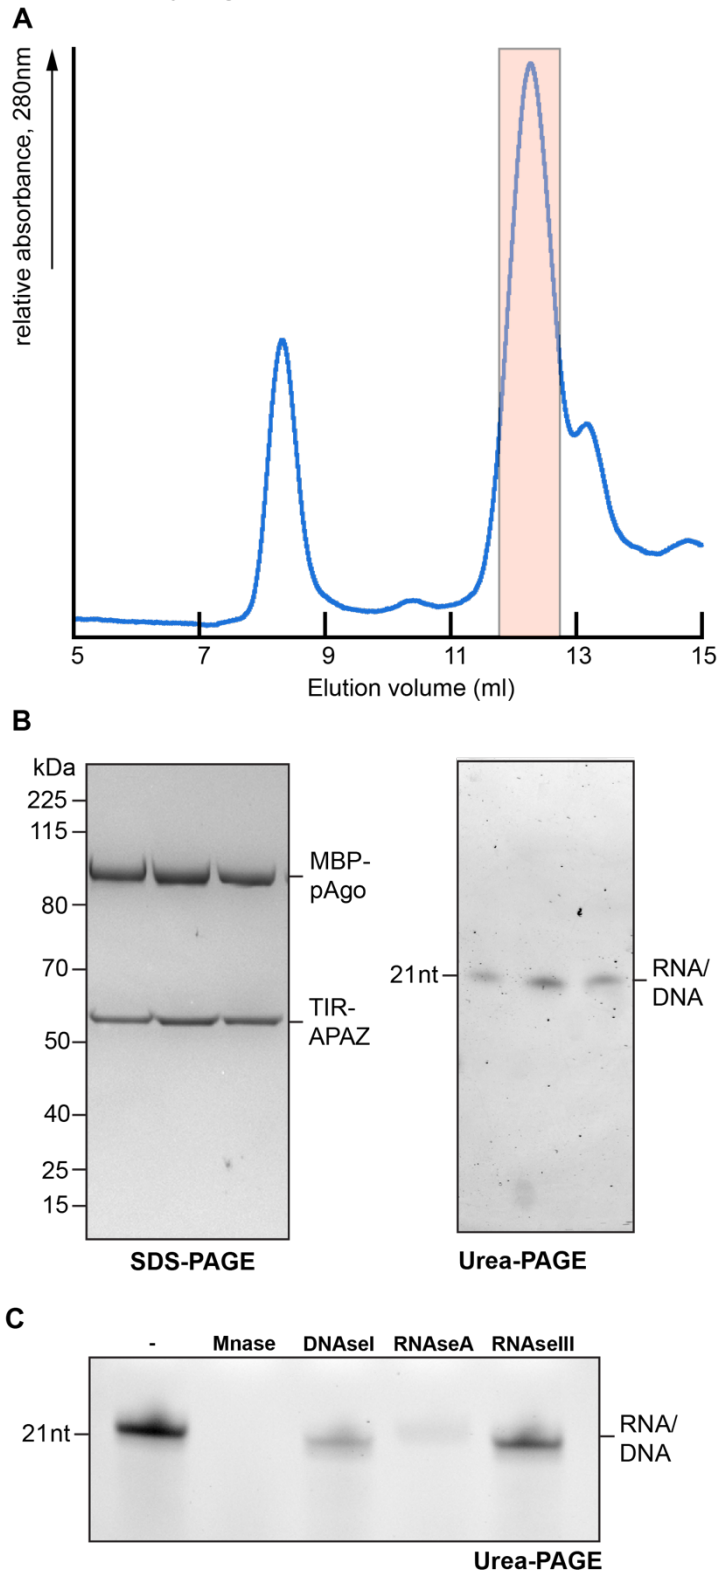 A
relative absorbance, 280nm
5 7 9 11 13 15
Elution volume (ml)
B
kDa
225
115
80
70
50
40
25
15
MBP-
pAgo
TIR-
APAZ
SDS-PAGE
21nt
RNA/
DNA
Urea-PAGE
C
- Mnase DNAseI RNAseA RNAseIII
21nt
RNA/
DNA
Urea-PAGE